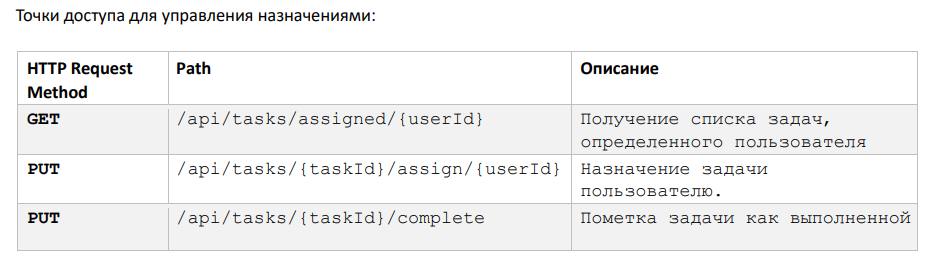 Точки доступа для управления назначениями:
HTTP Request Method Path Описание
GET /api/tasks/assigned/{userId} Получение списка задач, определенного пользователя
PUT /api/tasks/{taskId}/assign/{userId} Назначение задачи пользователю.
PUT /api/tasks/{taskId}/complete Пометка задачи как выполненной